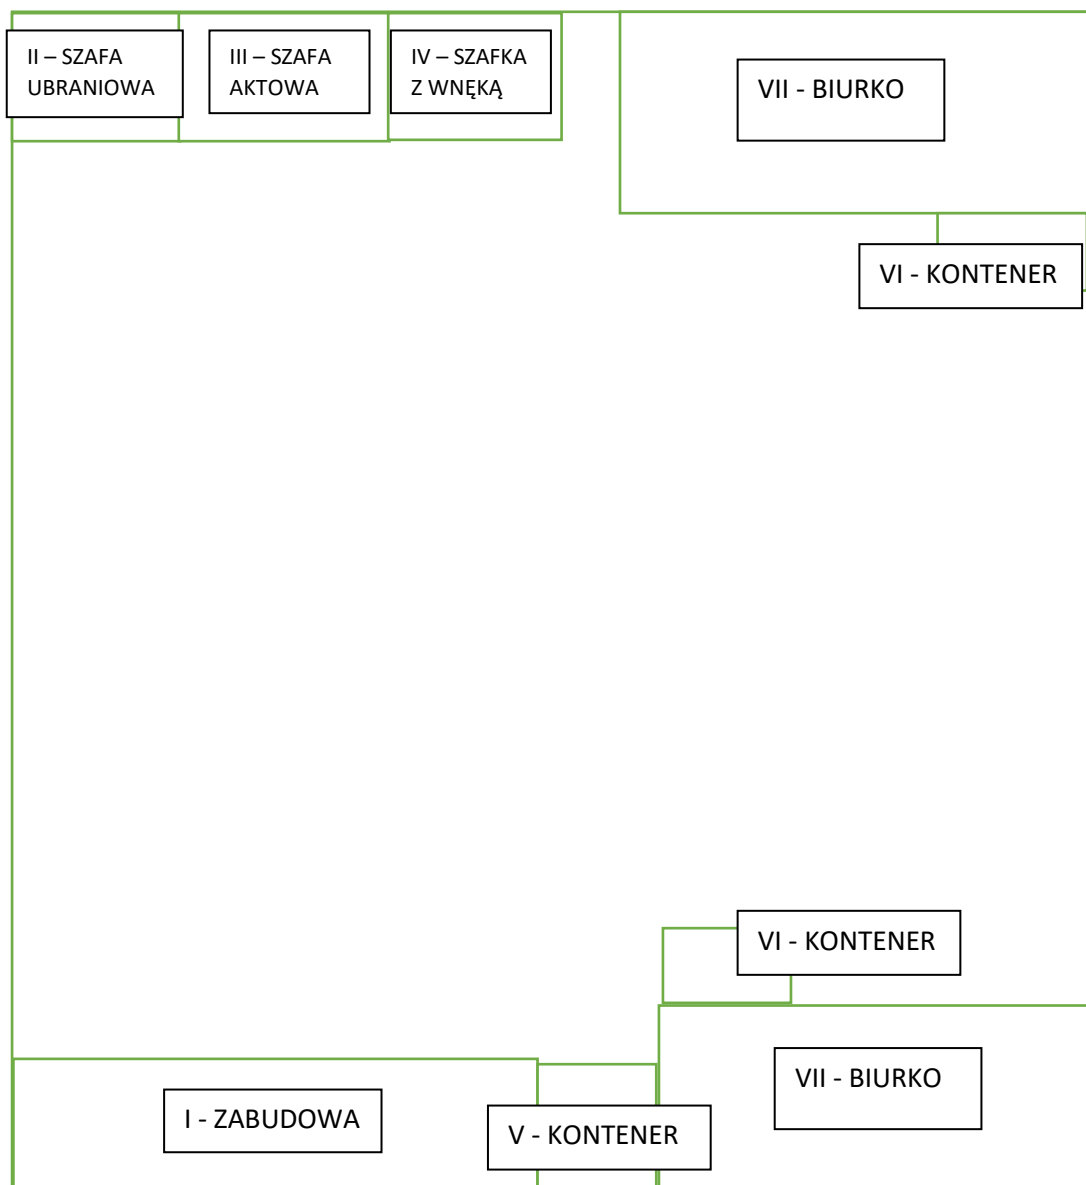 II – SZAFA
UBRANIOWA
III – SZAFA
AKTOWA
IV – SZAFKA
Z WNĘKĄ
VII - BIURKO
VI - KONTENER
VI - KONTENER
VII - BIURKO
I - ZABUDOWA
V - KONTENER